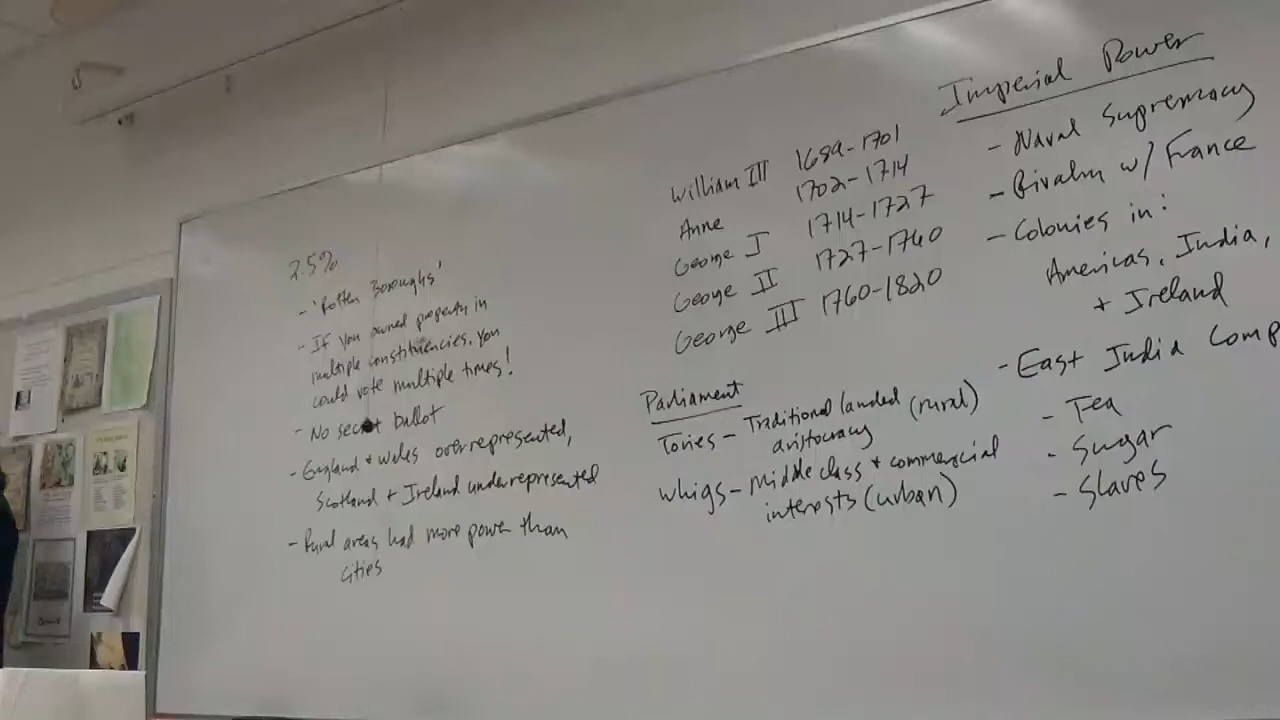 2.5%
- 'Rotten Boroughs'
- If you owned property in
multiple constituencies, you
could vote multiple times!
- No secret ballot
- England + Wales overrepresented,
Scotland + Ireland underrepresented
- Rural areas had more power than
cities
William III 1689-1701
Anne 1702-1714
George I 1714-1727
George II 1727-1760
George III 1760-1820
Parliament
Tories - Traditional landed (rural)
aristocracy
Whigs - Middle class + commercial
interests (urban)
Imperial Power
- Naval Supremacy
- Rivalry w/ France
- Colonies in:
Americas, India,
+ Ireland
- East India Comp
- Tea
- Sugar
- Slaves